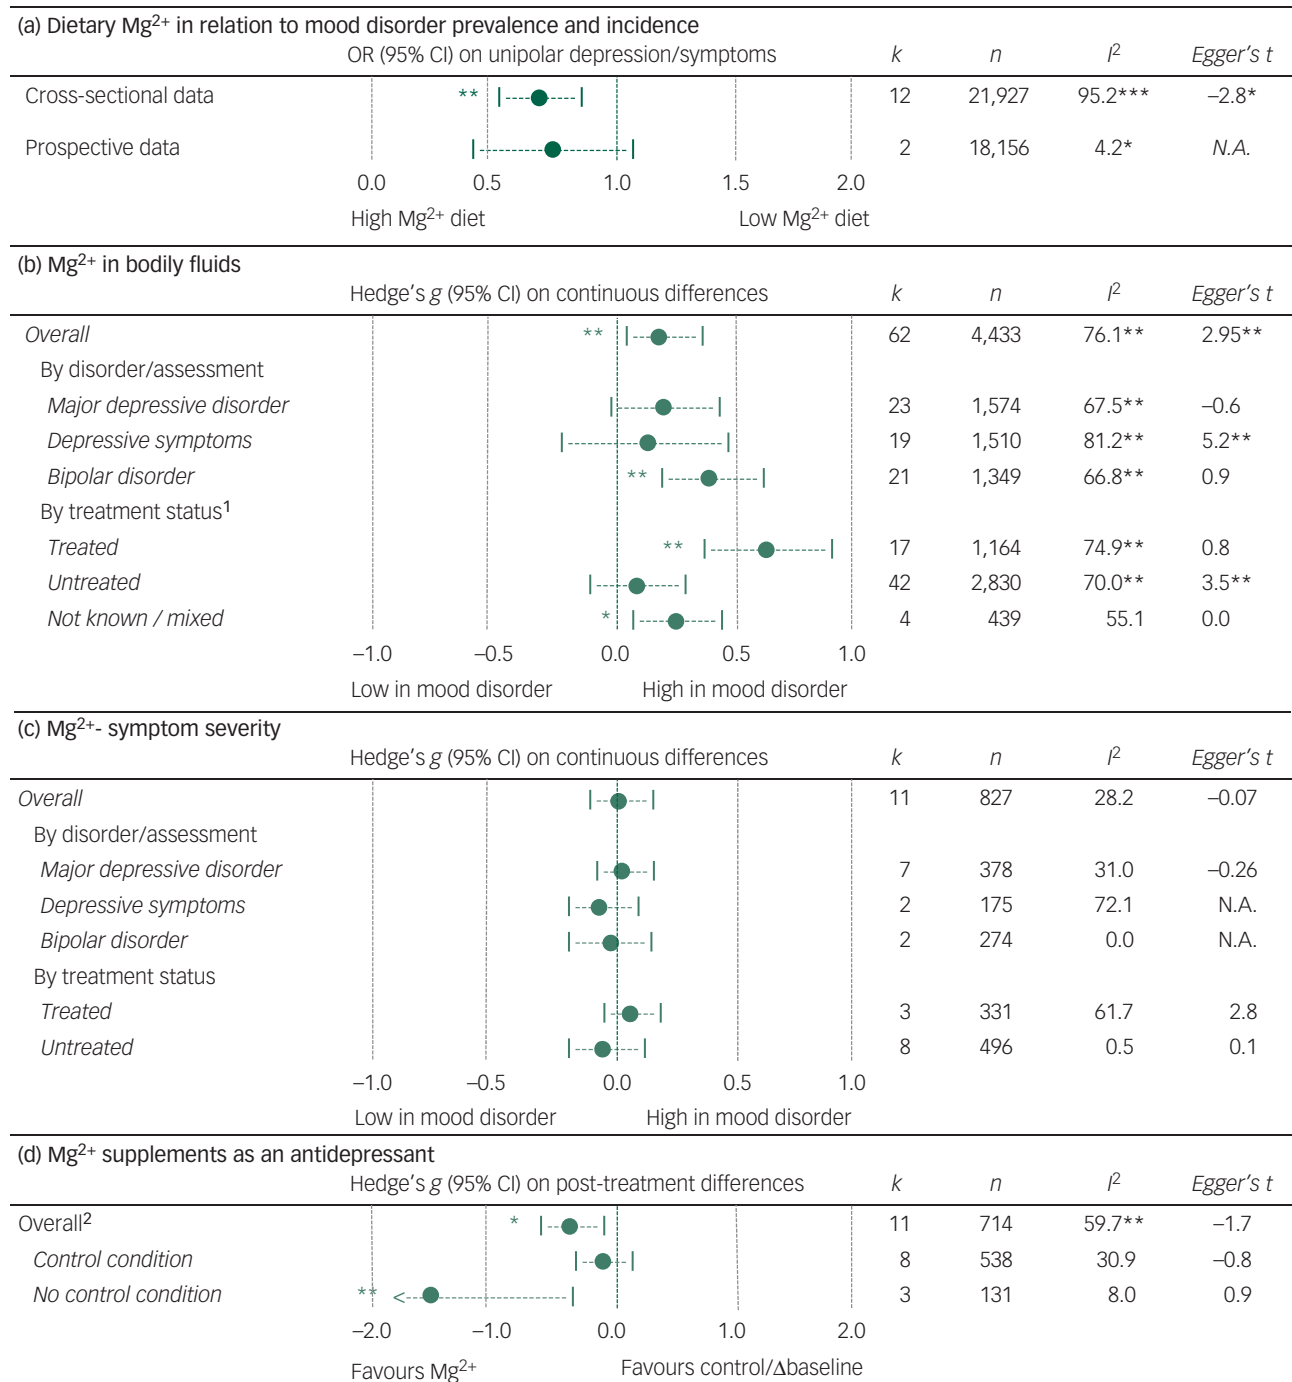 (a) Dietary Mg2+ in relation to mood disorder prevalence and incidence
OR (95% CI) on unipolar depression/symptoms k n I2 Egger's t
Cross-sectional data ** 12 21,927 95.2*** –2.8*
Prospective data 2 18,156 4.2* N.A.
0.0 0.5 1.0 1.5 2.0
High Mg2+ diet Low Mg2+ diet
(b) Mg2+ in bodily fluids
Hedge's g (95% CI) on continuous differences k n I2 Egger's t
Overall ** 62 4,433 76.1** 2.95**
By disorder/assessment
Major depressive disorder 23 1,574 67.5** –0.6
Depressive symptoms 19 1,510 81.2** 5.2**
Bipolar disorder ** 21 1,349 66.8** 0.9
By treatment status1
Treated ** 17 1,164 74.9** 0.8
Untreated 42 2,830 70.0** 3.5**
Not known / mixed * 4 439 55.1 0.0
–1.0 –0.5 0.0 0.5 1.0
Low in mood disorder High in mood disorder
(c) Mg2+- symptom severity
Hedge's g (95% CI) on continuous differences k n I2 Egger's t
Overall 11 827 28.2 –0.07
By disorder/assessment
Major depressive disorder 7 378 31.0 –0.26
Depressive symptoms 2 175 72.1 N.A.
Bipolar disorder 2 274 0.0 N.A.
By treatment status
Treated 3 331 61.7 2.8
Untreated 8 496 0.5 0.1
–1.0 –0.5 0.0 0.5 1.0
Low in mood disorder High in mood disorder
(d) Mg2+ supplements as an antidepressant
Hedge's g (95% CI) on post-treatment differences k n I2 Egger's t
Overall2 * 11 714 59.7** –1.7
Control condition 8 538 30.9 –0.8
No control condition ** 3 131 8.0 0.9
–2.0 –1.0 0.0 1.0 2.0
Favours Mg2+ Favours control/Δbaseline